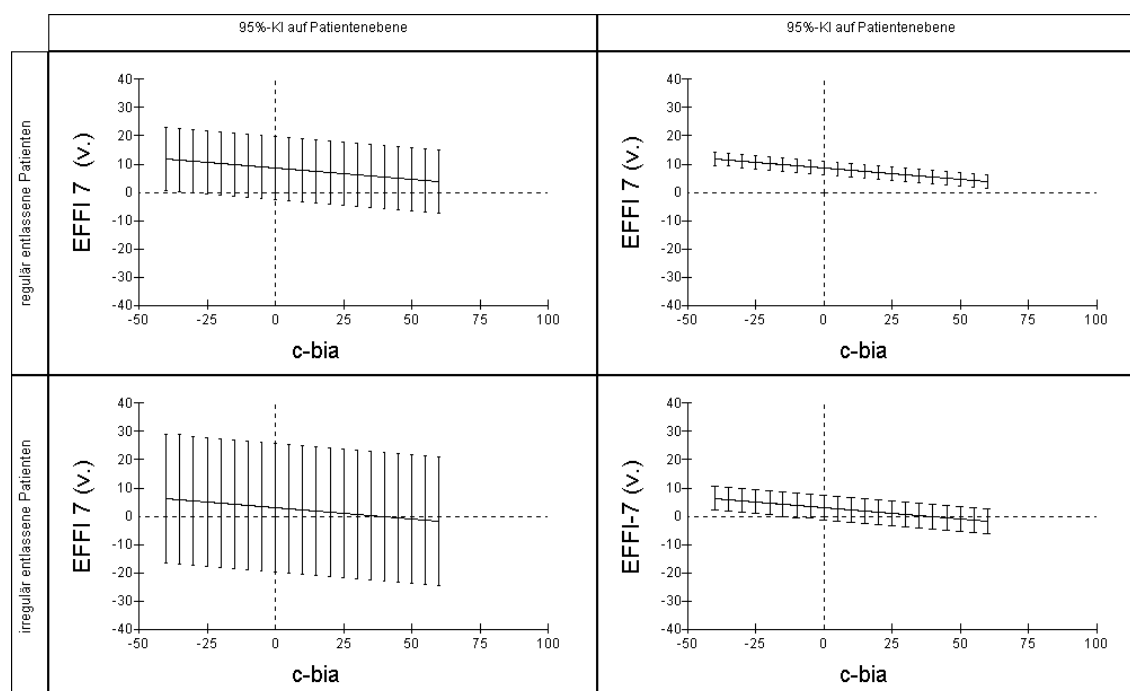 95%-KI auf Patientenebene
95%-KI auf Patientenebene
regulär entlassene Patienten
EFFI 7 (v.)
40
30
20
10
0
-10
-20
-30
-40
-50 -25 0 25 50 75 100
c-bia
EFFI 7 (v.)
40
30
20
10
0
-10
-20
-30
-40
-50 -25 0 25 50 75 100
c-bia
irregulär entlassene Patienten
EFFI 7 (v.)
40
30
20
10
0
-10
-20
-30
-40
-50 -25 0 25 50 75 100
c-bia
EFFI-7 (v.)
40
30
20
10
0
-10
-20
-30
-40
-50 -25 0 25 50 75 100
c-bia